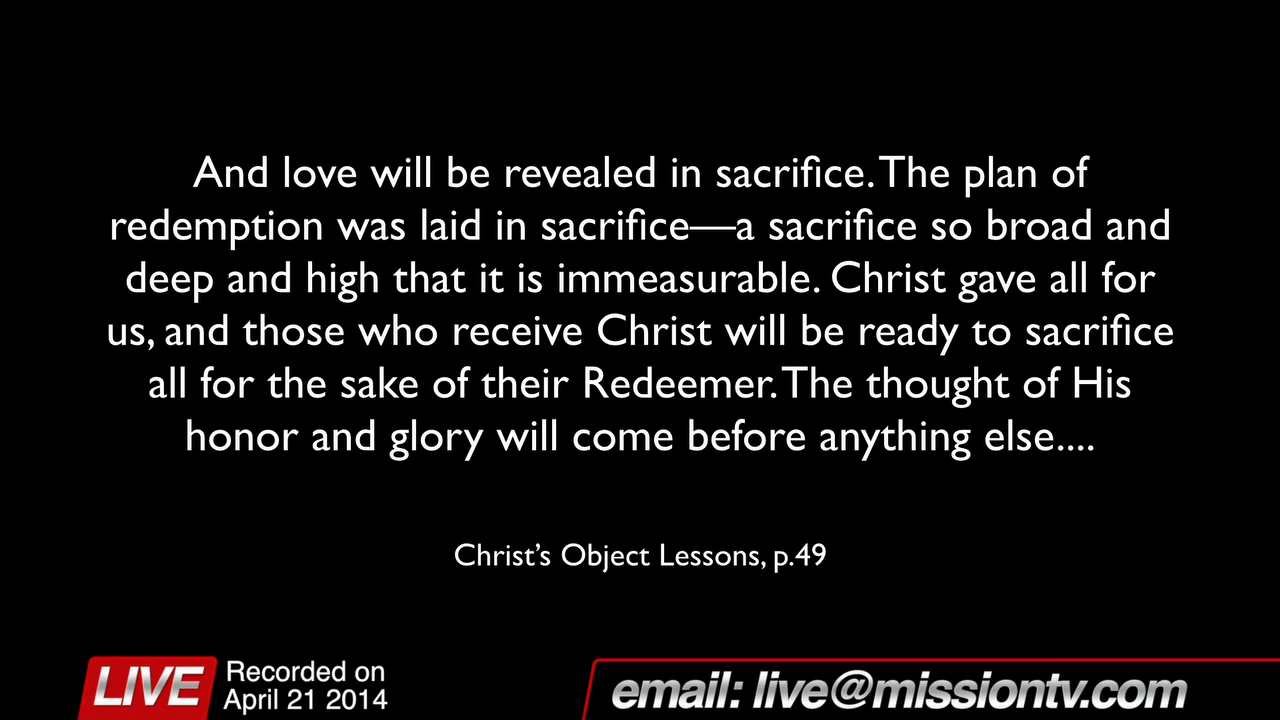 And love will be revealed in sacrifice. The plan of
redemption was laid in sacrifice—a sacrifice so broad and
deep and high that it is immeasurable. Christ gave all for
us, and those who receive Christ will be ready to sacrifice
all for the sake of their Redeemer. The thought of His
honor and glory will come before anything else....
Christ’s Object Lessons, p.49
LIVE
Recorded on
April 21 2014
email: live@missiontv.com